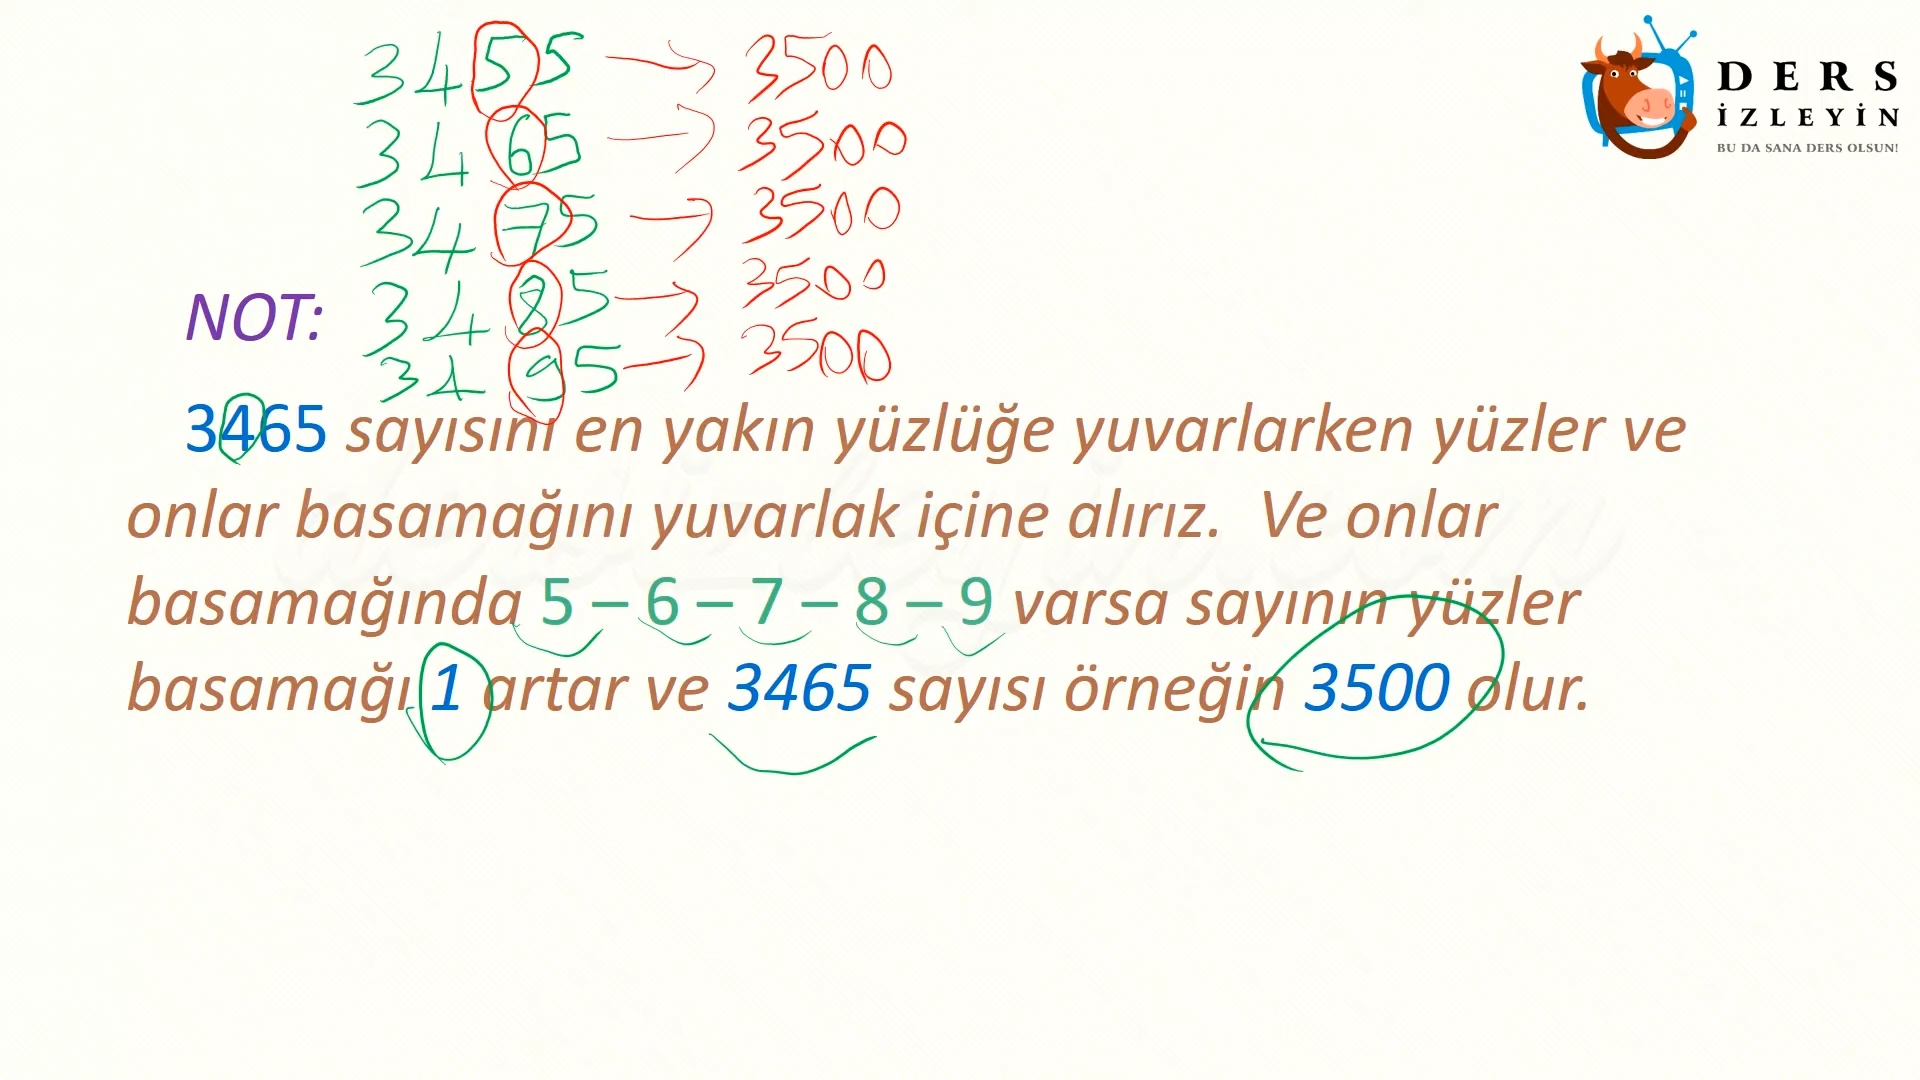 3455 → 3500
3465 → 3500
3475 → 3500
3485 → 3500
3495 → 3500
DERS
İZLEYİN
BU DA SANA DERS OLSUN!
NOT:
3465 sayısını en yakın yüzlüğe yuvarlarken yüzler ve
onlar basamağını yuvarlak içine alırız. Ve onlar
basamağında 5 – 6 – 7 – 8 – 9 varsa sayının yüzler
basamağı 1 artar ve 3465 sayısı örneğin 3500 olur.